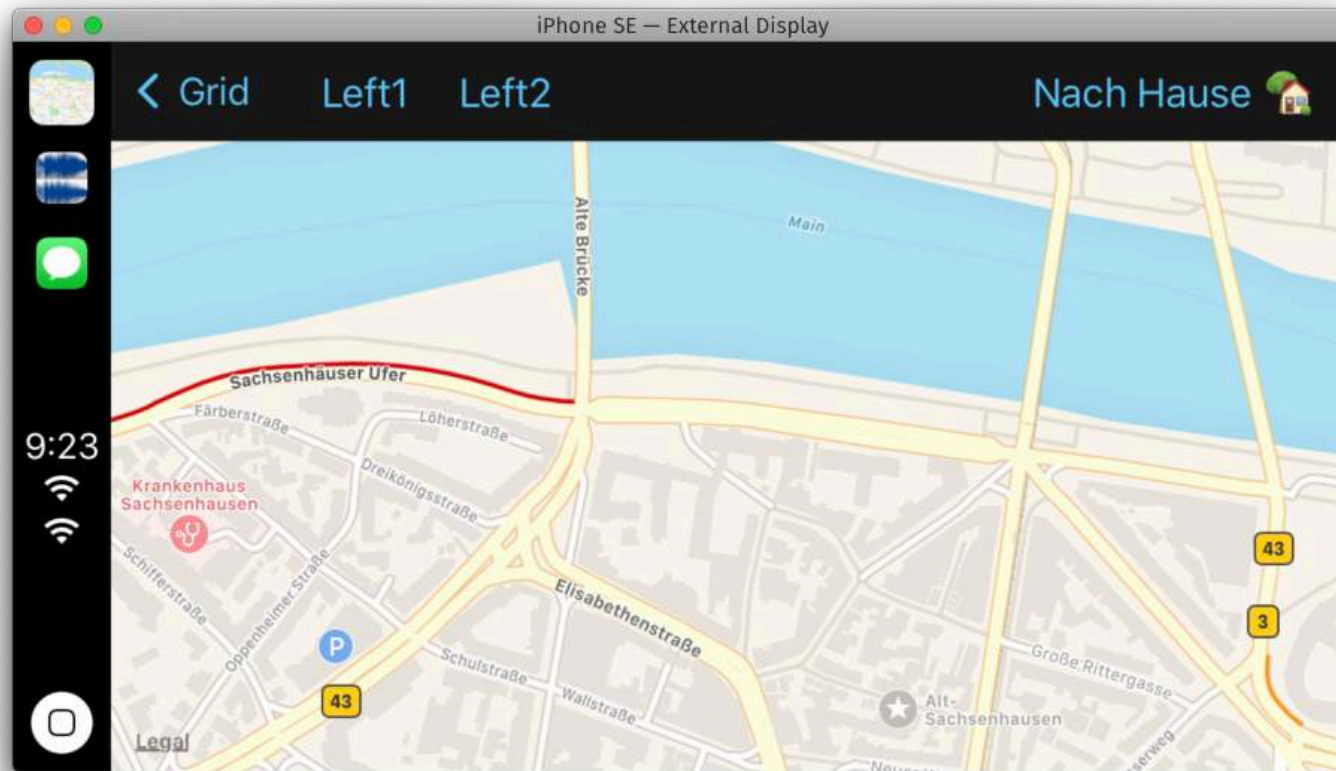 iPhone SE — External Display
Grid
Left1
Left2
Nach Hause
9:23
Alte Brücke
Main
Sachsenhäuser Ufer
Färberstraße
Löherstraße
Dreikönigsstraße
Krankenhaus
Sachsenhausen
Schifferstraße
Oppenheimer Straße
P
43
Elisabethenstraße
Schulstraße
Wallstraße
43
3
Große Rittergasse
Alt-
Sachsenhausen
Legal